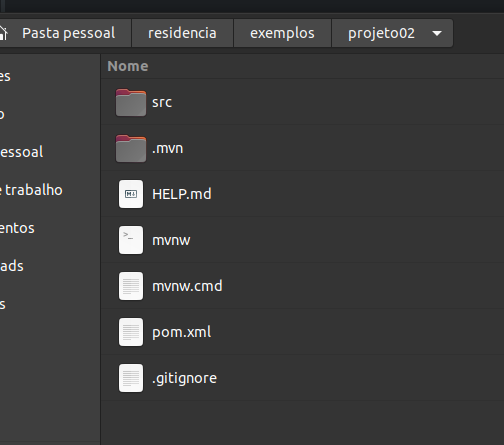 Pasta pessoal residencia exemplos projeto02
Nome
es
src
o
.mvn
essoal
HELP.md
e trabalho
mvnw
entos
ads
mvnw.cmd
s
pom.xml
.gitignore